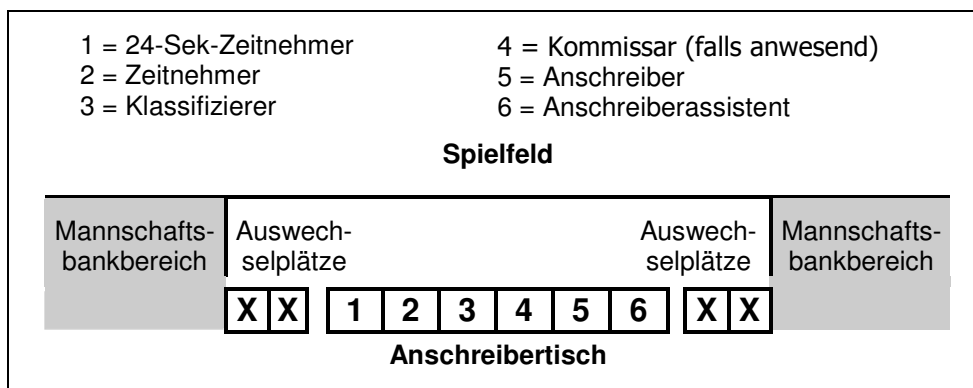 1 = 24-Sek-Zeitnehmer
2 = Zeitnehmer
3 = Klassifizierer
4 = Kommissar (falls anwesend)
5 = Anschreiber
6 = Anschreiberassistent
Spielfeld
Mannschafts-
bankbereich
Auswech-
selplätze
Auswech-
selplätze
Mannschafts-
bankbereich
X X 1 2 3 4 5 6 X X
Anschreibertisch